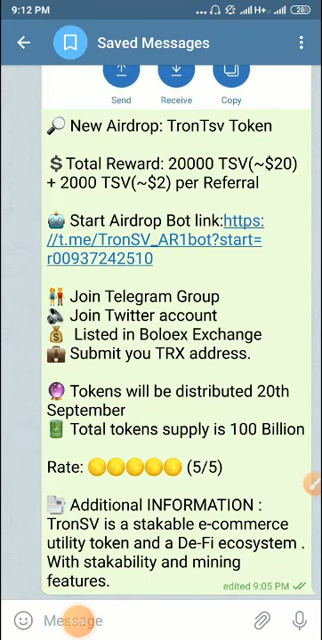 9:12 PM ... H+ 28
Saved Messages
Send Receive Copy
🔎 New Airdrop: TronTsv Token
💲Total Reward: 20000 TSV(~$20)
+ 2000 TSV(~$2) per Referral
🤖 Start Airdrop Bot link:https:
//t.me/TronSV_AR1bot?start=
r00937242510
👫 Join Telegram Group
🔈 Join Twitter account
💰 Listed in Boloex Exchange
💼 Submit you TRX address.
🔮 Tokens will be distributed 20th
September
💵 Total tokens supply is 100 Billion
Rate: 🟡🟡🟡🟡🟡 (5/5)
📑 Additional INFORMATION :
TronSV is a stakable e-commerce
utility token and a De-Fi ecosystem .
With stakability and mining
features.
edited 9:05 PM
Message